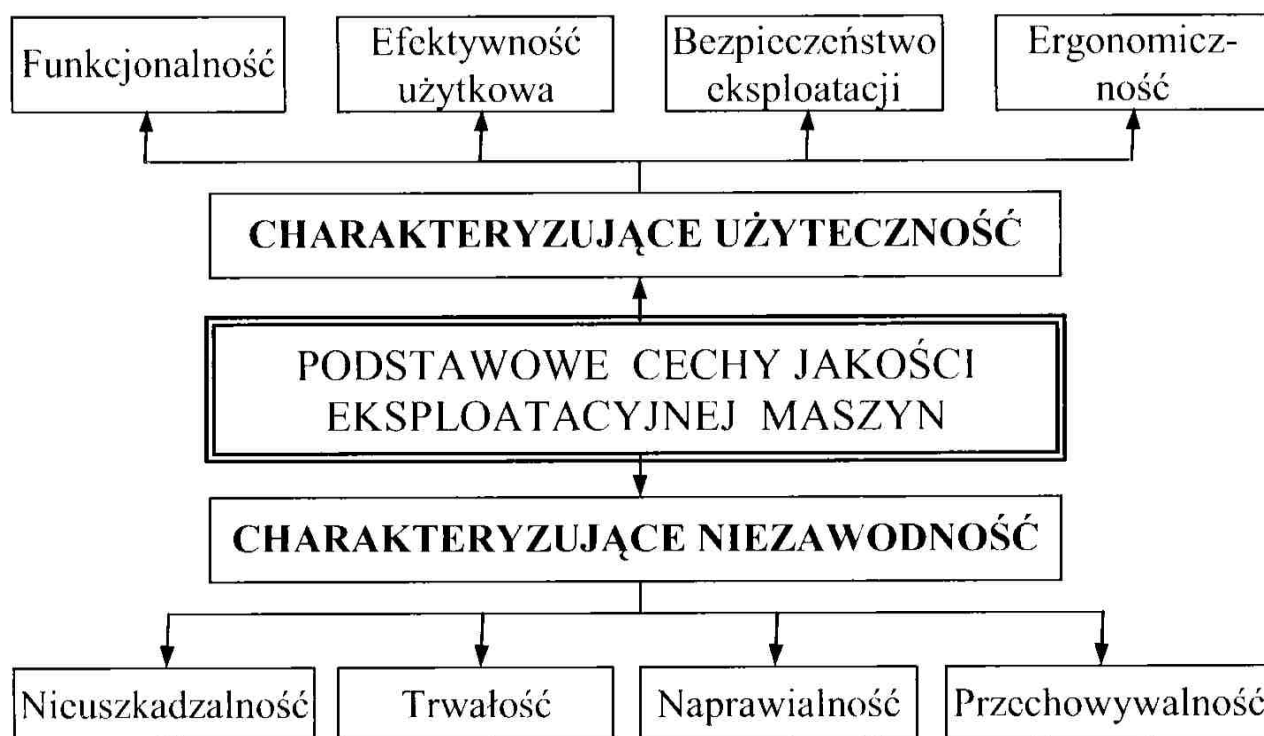 Funkcjonalność
Efektywność
użytkowa
Bezpieczeństwo
eksploatacji
Ergonomicz-
ność
CHARAKTERYZUJĄCE UŻYTECZNOŚĆ
PODSTAWOWE CECHY JAKOŚCI
EKSPLOATACYJNEJ MASZYN
CHARAKTERYZUJĄCE NIEZAWODNOŚĆ
Nieuszkadzalność
Trwałość
Naprawialność
Przechowywalność